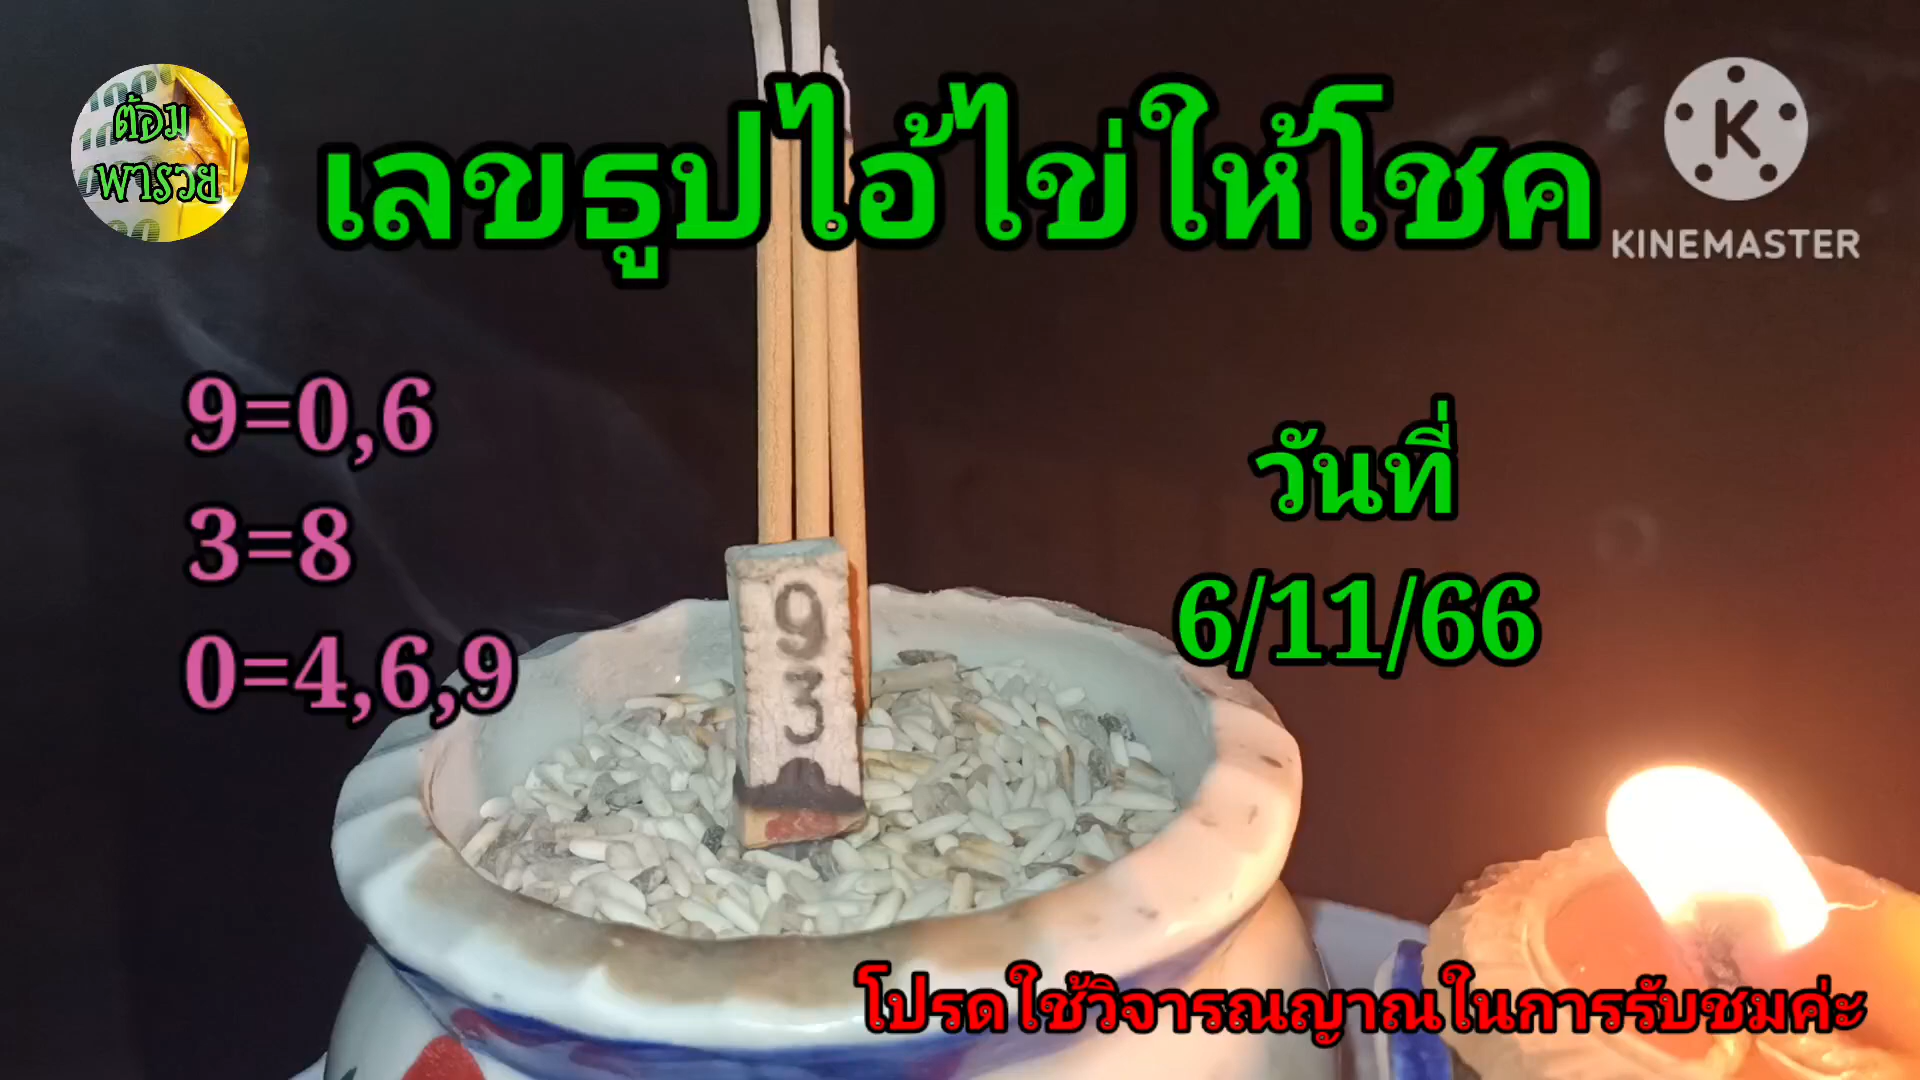 ต้อม
พารวย
เลขธูปไอ้ไข่ให้โชค
KINEMASTER
9=0,6
3=8
0=4,6,9
วันที่
6/11/66
9
3
โปรดใช้วิจารณญาณในการรับชมค่ะ